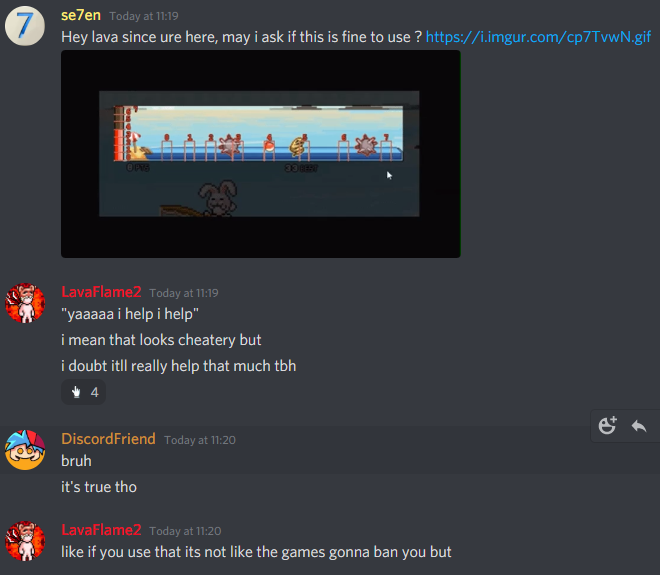 se7en Today at 11:19
Hey lava since ure here, may i ask if this is fine to use ? https://i.imgur.com/cp7TvwN.gif
LavaFlame2 Today at 11:19
"yaaaaa i help i help"
i mean that looks cheatery but
i doubt itll really help that much tbh
4
DiscordFriend Today at 11:20
bruh
it's true tho
LavaFlame2 Today at 11:20
like if you use that its not like the games gonna ban you but